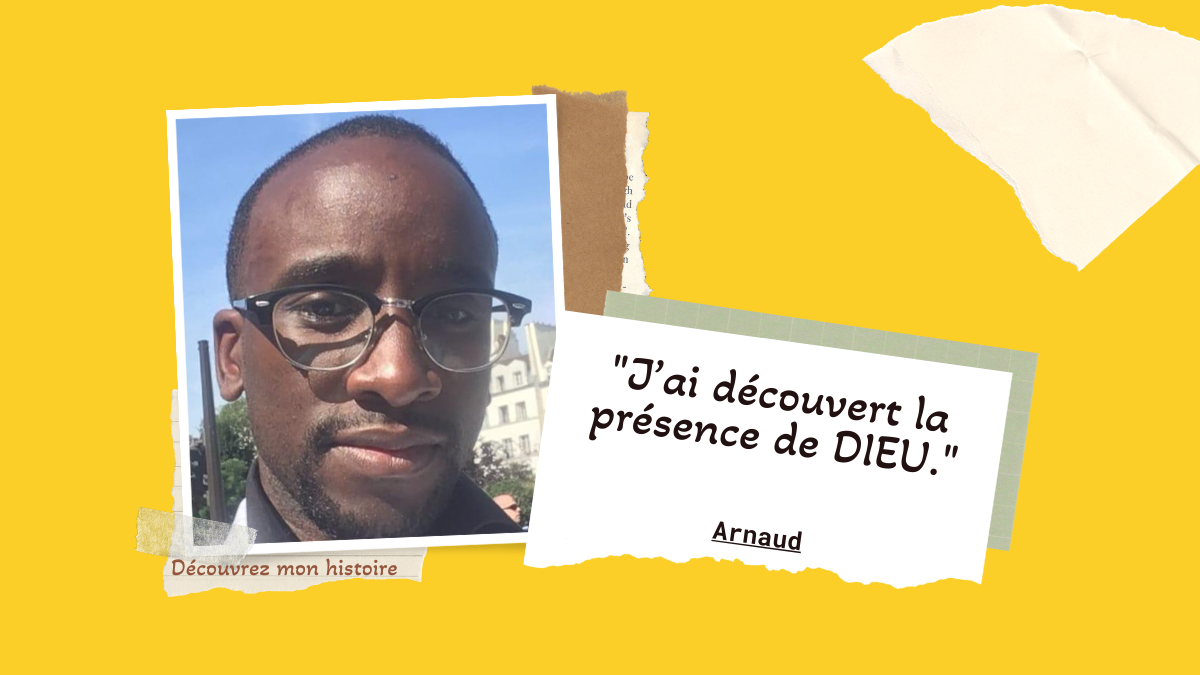 "J'ai découvert la
présence de DIEU."
Arnaud
Découvrez mon histoire